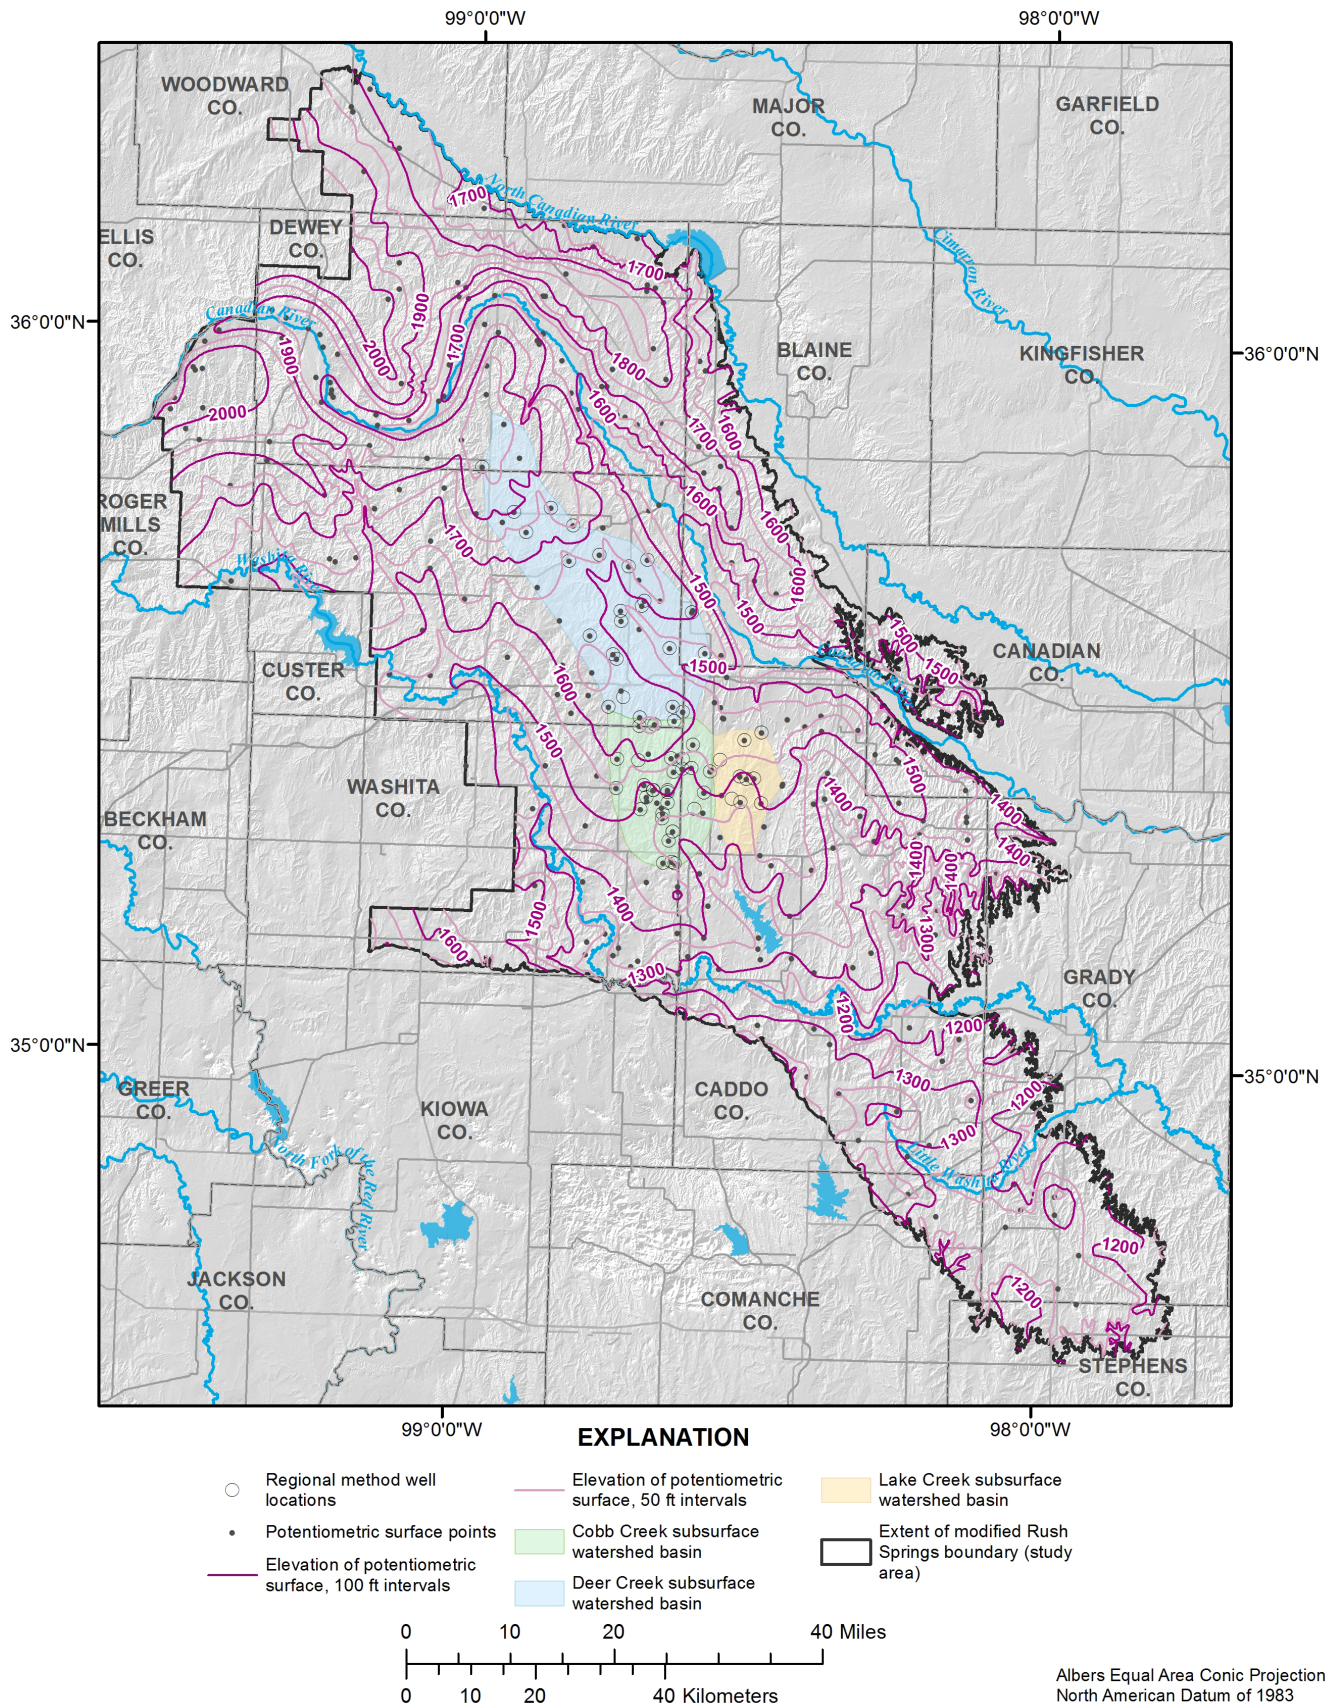 99°0'0"W
98°0'0"W
WOODWARD
CO.
MAJOR
CO.
GARFIELD
CO.
1700
North Canadian River
ELLIS
CO.
DEWEY
CO.
1700
Cimarron River
Canadian River
1900
36°0'0"N
1900
2000
1700
1800
BLAINE
CO.
KINGFISHER
CO.
36°0'0"N
2000
1600
1700
1600
ROGER
MILLS
CO.
1700
1600
1600
Washita River
1500
1500
1600
1500
1500
CANADIAN
CO.
Canadian River
CUSTER
CO.
1500
1600
1500
1500
WASHITA
CO.
1400
1400
BECKHAM
CO.
1400
1400
1400
1500
1400
1300
1600
1200
1300
GRADY
CO.
1200
1200
35°0'0"N
35°0'0"N
GREER
CO.
KIOWA
CO.
CADDO
CO.
1300
1200
1300
North Fork of the Red River
Little Washita River
1200
JACKSON
CO.
COMANCHE
CO.
1200
STEPHENS
CO.
99°0'0"W
98°0'0"W
EXPLANATION
Regional method well
locations
Potentiometric surface points
Elevation of potentiometric
surface, 100 ft intervals
Elevation of potentiometric
surface, 50 ft intervals
Cobb Creek subsurface
watershed basin
Deer Creek subsurface
watershed basin
Lake Creek subsurface
watershed basin
Extent of modified Rush
Springs boundary (study
area)
0 10 20 40 Miles
0 10 20 40 Kilometers
Albers Equal Area Conic Projection
North American Datum of 1983